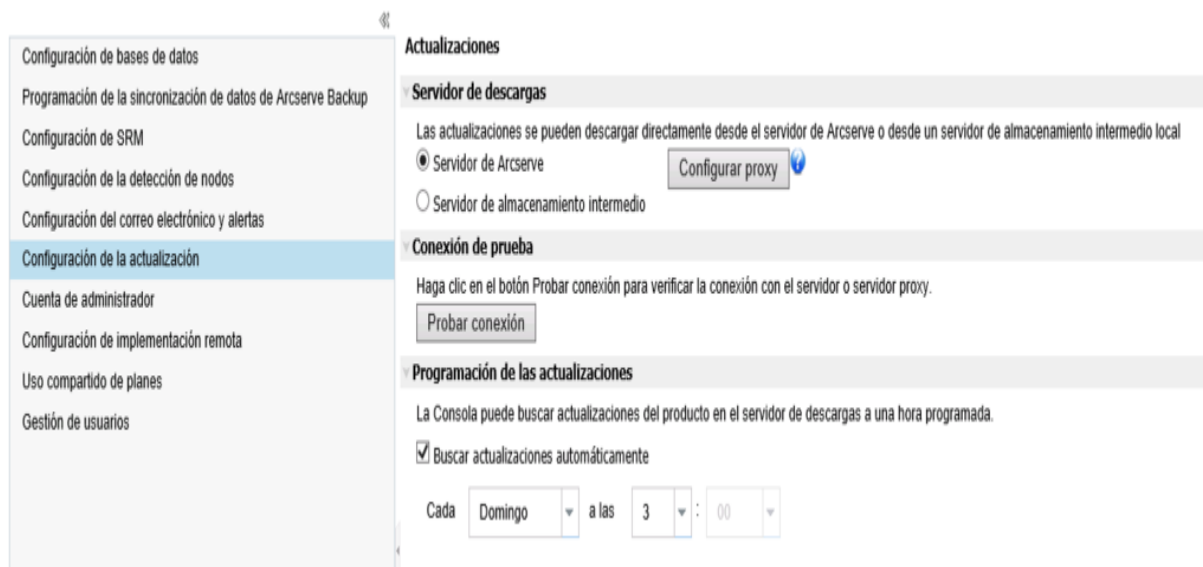 Configuración de bases de datos
Programación de la sincronización de datos de Arcserve Backup
Configuración de SRM
Configuración de la detección de nodos
Configuración del correo electrónico y alertas
Configuración de la actualización
Cuenta de administrador
Configuración de implementación remota
Uso compartido de planes
Gestión de usuarios
Actualizaciones
Servidor de descargas
Las actualizaciones se pueden descargar directamente desde el servidor de Arcserve o desde un servidor de almacenamiento intermedio local
Servidor de Arcserve Configurar proxy ?
Servidor de almacenamiento intermedio
Conexión de prueba
Haga clic en el botón Probar conexión para verificar la conexión con el servidor o servidor proxy.
Probar conexión
Programación de las actualizaciones
La Consola puede buscar actualizaciones del producto en el servidor de descargas a una hora programada.
Buscar actualizaciones automáticamente
Cada Domingo a las 3 : 00